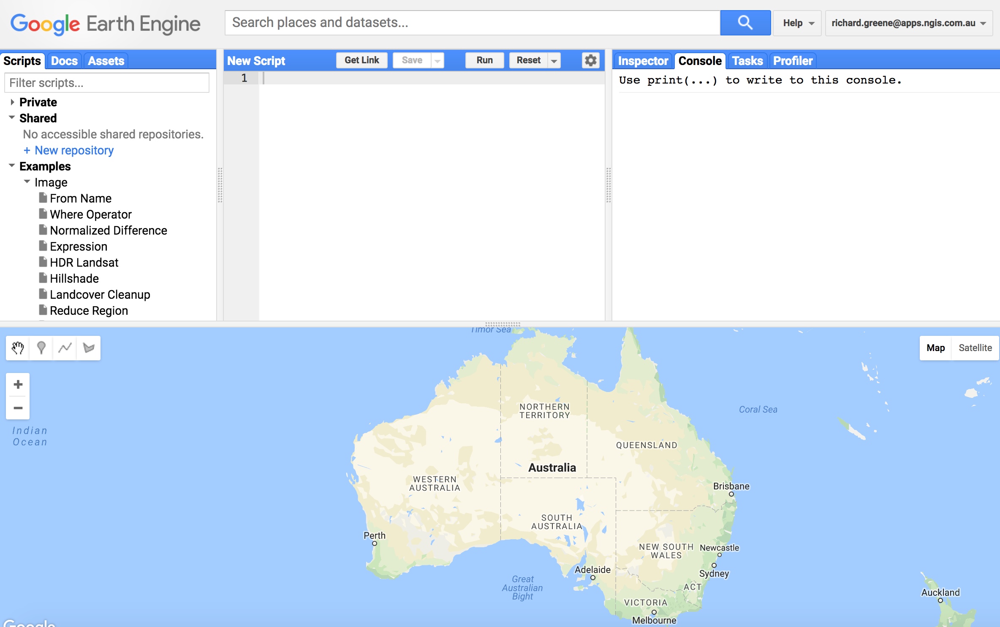 Google Earth Engine
Search places and datasets...
Help
richard.greene@apps.ngis.com.au
Scripts
Docs
Assets
Filter scripts...
Private
Shared
No accessible shared repositories.
+ New repository
Examples
Image
From Name
Where Operator
Normalized Difference
Expression
HDR Landsat
Hillshade
Landcover Cleanup
Reduce Region
New Script
Get Link
Save
Run
Reset
1
Inspector
Console
Tasks
Profiler
Use print(...) to write to this console.
Map
Satellite
Timor Sea
Indian
Ocean
NORTHERN
TERRITORY
Coral Sea
QUEENSLAND
Australia
WESTERN
AUSTRALIA
Brisbane
SOUTH
AUSTRALIA
Perth
NEW SOUTH
WALES
Newcastle
Adelaide
Sydney
Great
Australian
Bight
ACT
VICTORIA
Melbourne
Auckland
Google